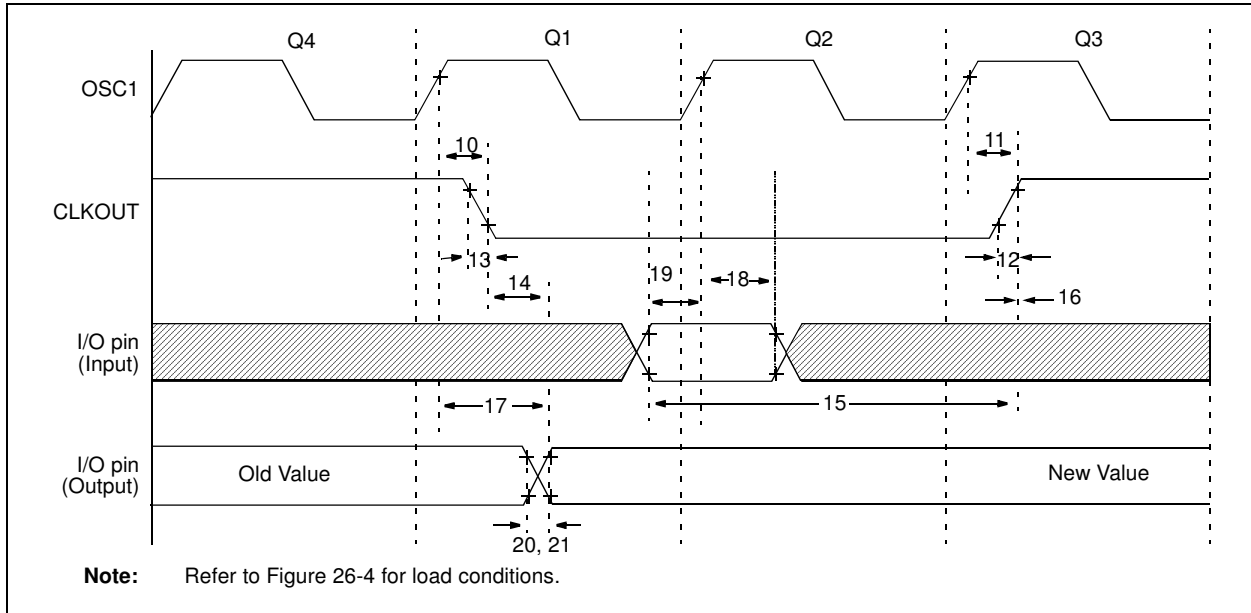 Q4 Q1 Q2 Q3
OSC1
10 11
CLKOUT
13 19 18 12
14 16
I/O pin
(Input)
17 15
I/O pin
(Output)
Old Value New Value
20, 21
Note: Refer to Figure 26-4 for load conditions.